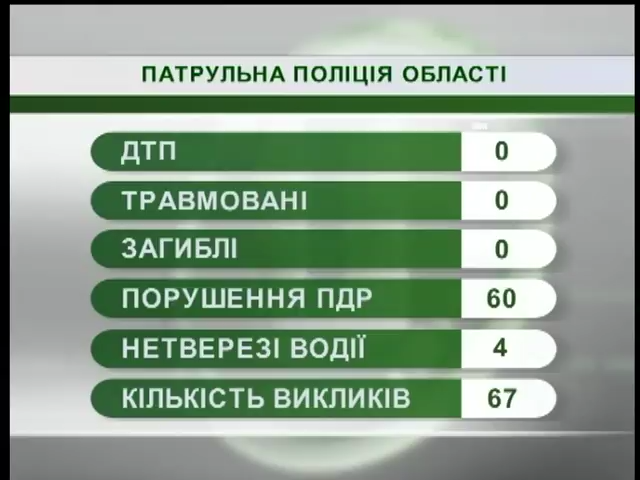 ПАТРУЛЬНА ПОЛІЦІЯ ОБЛАСТІ
ДТП 0
ТРАВМОВАНІ 0
ЗАГИБЛІ 0
ПОРУШЕННЯ ПДР 60
НЕТВЕРЕЗІ ВОДІЇ 4
КІЛЬКІСТЬ ВИКЛИКІВ 67